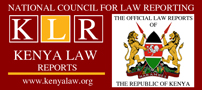 NATIONAL COUNCIL FOR LAW REPORTING
K L R
KENYA LAW
REPORTS
www.kenyalaw.org
THE OFFICIAL LAW REPORTS
OF
THE REPUBLIC OF KENYA